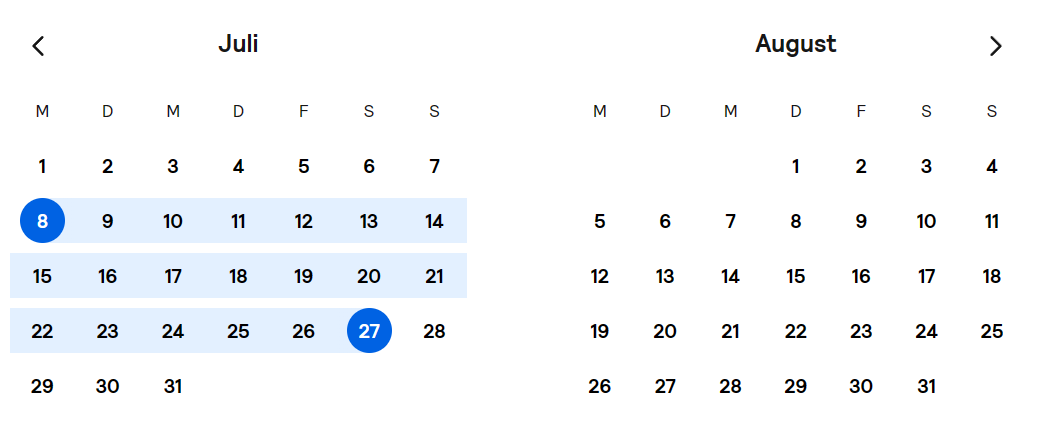 Juli
M D M D F S S
1 2 3 4 5 6 7
8 9 10 11 12 13 14
15 16 17 18 19 20 21
22 23 24 25 26 27 28
29 30 31
August
M D M D F S S
1 2 3 4
5 6 7 8 9 10 11
12 13 14 15 16 17 18
19 20 21 22 23 24 25
26 27 28 29 30 31